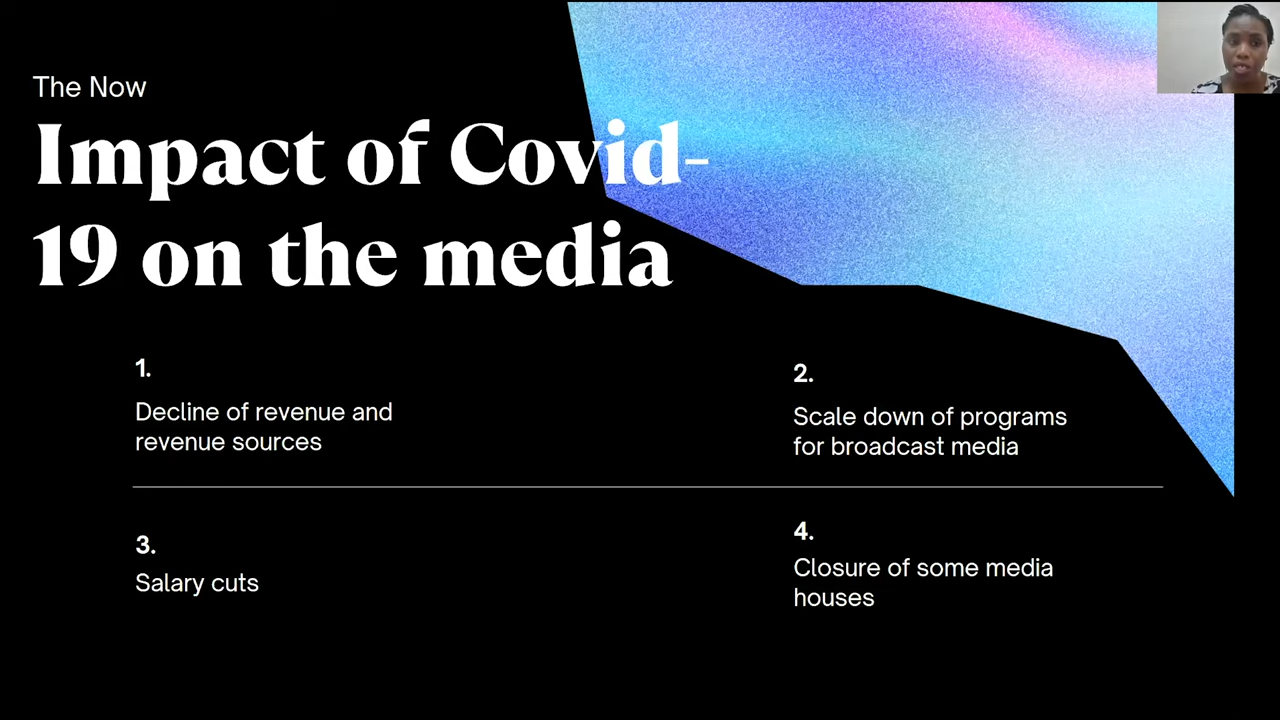 The Now
Impact of Covid-
19 on the media
1.
Decline of revenue and
revenue sources
2.
Scale down of programs
for broadcast media
3.
Salary cuts
4.
Closure of some media
houses